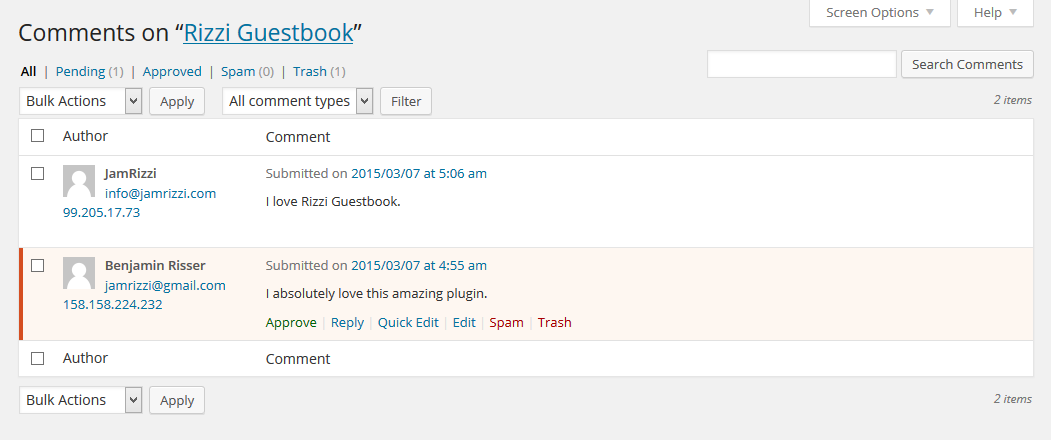 Screen Options Help
Comments on “Rizzi Guestbook”
All | Pending (1) | Approved | Spam (0) | Trash (1)
Search Comments
Bulk Actions Apply All comment types Filter 2 items
Author Comment
JamRizzi Submitted on 2015/03/07 at 5:06 am
info@jamrizzi.com I love Rizzi Guestbook.
99.205.17.73
Benjamin Risser Submitted on 2015/03/07 at 4:55 am
jamrizzi@gmail.com I absolutely love this amazing plugin.
158.158.224.232
Approve | Reply | Quick Edit | Edit | Spam | Trash
Author Comment
Bulk Actions Apply 2 items